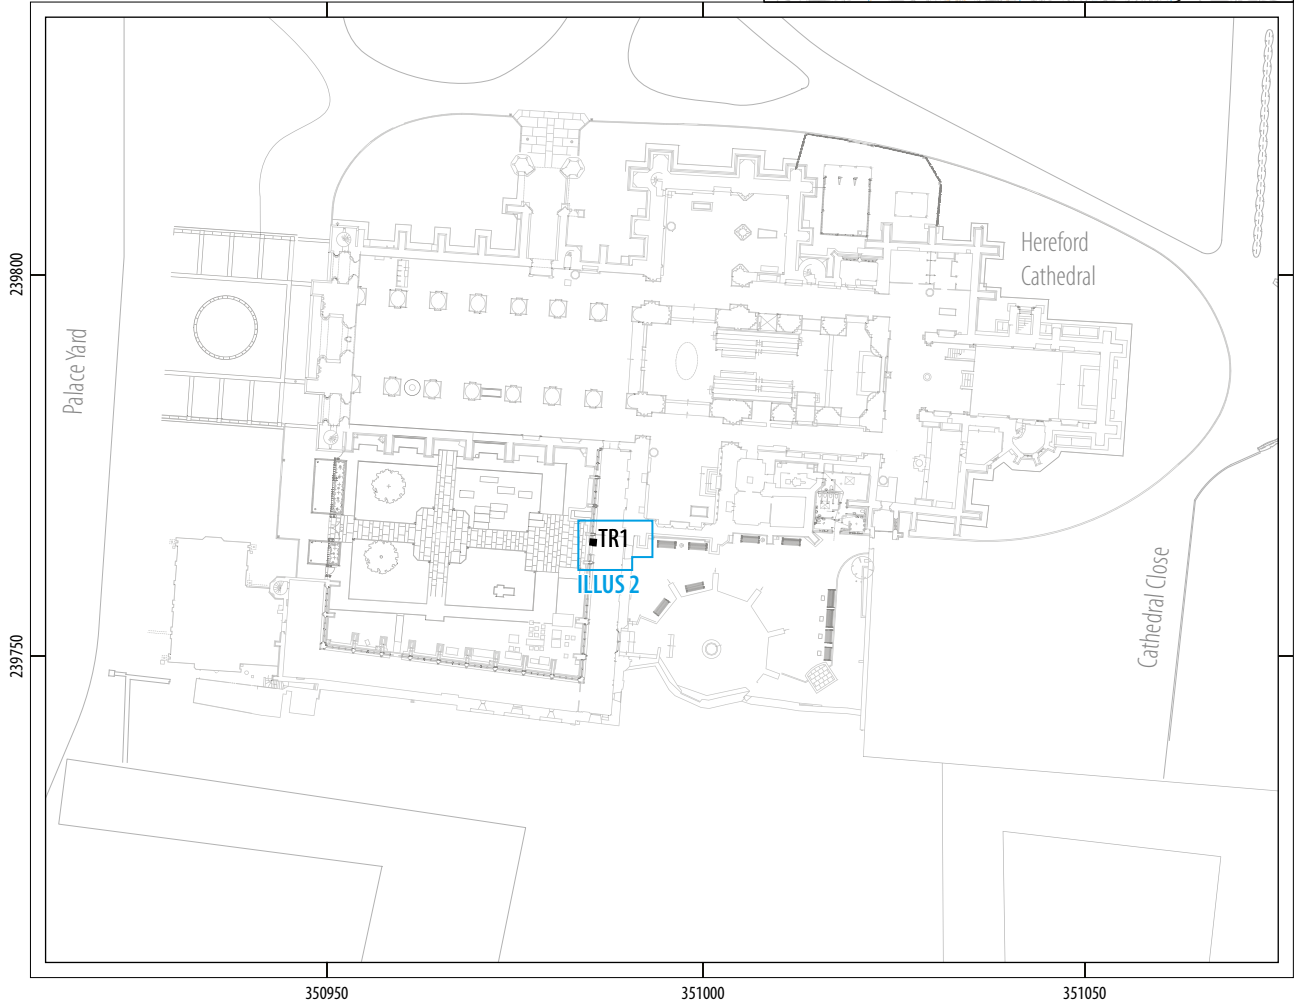 Hereford
Cathedral
239800
Palace Yard
TR1
ILLUS 2
Cathedral Close
239750
350950
351000
351050